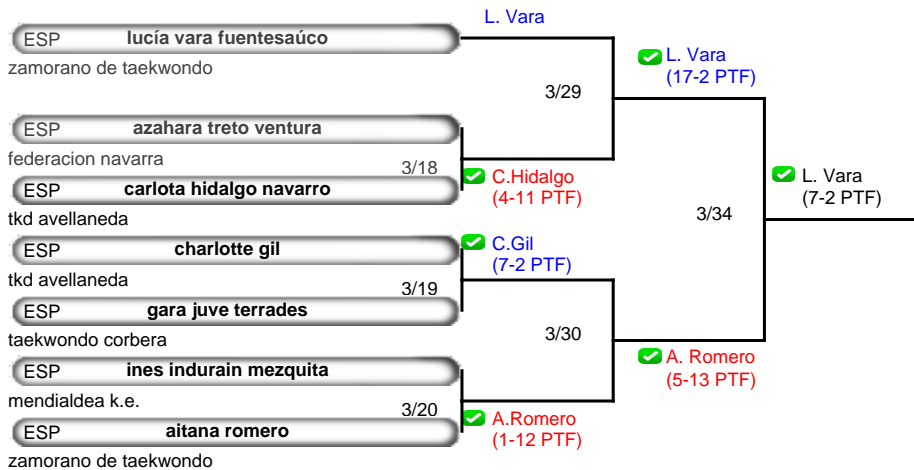 L. Vara
ESP lucía vara fuentesaúco
zamorano de taekwondo
L. Vara
(17-2 PTF)
3/29
ESP azahara treto ventura
federacion navarra
3/18
ESP carlota hidalgo navarro
tkd avellaneda
C.Hidalgo
(4-11 PTF)
L. Vara
(7-2 PTF)
3/34
ESP charlotte gil
tkd avellaneda
C.Gil
(7-2 PTF)
3/19
ESP gara juve terrades
taekwondo corbera
3/30
ESP ines indurain mezquita
mendialdea k.e.
A. Romero
(5-13 PTF)
3/20
ESP aitana romero
zamorano de taekwondo
A.Romero
(1-12 PTF)